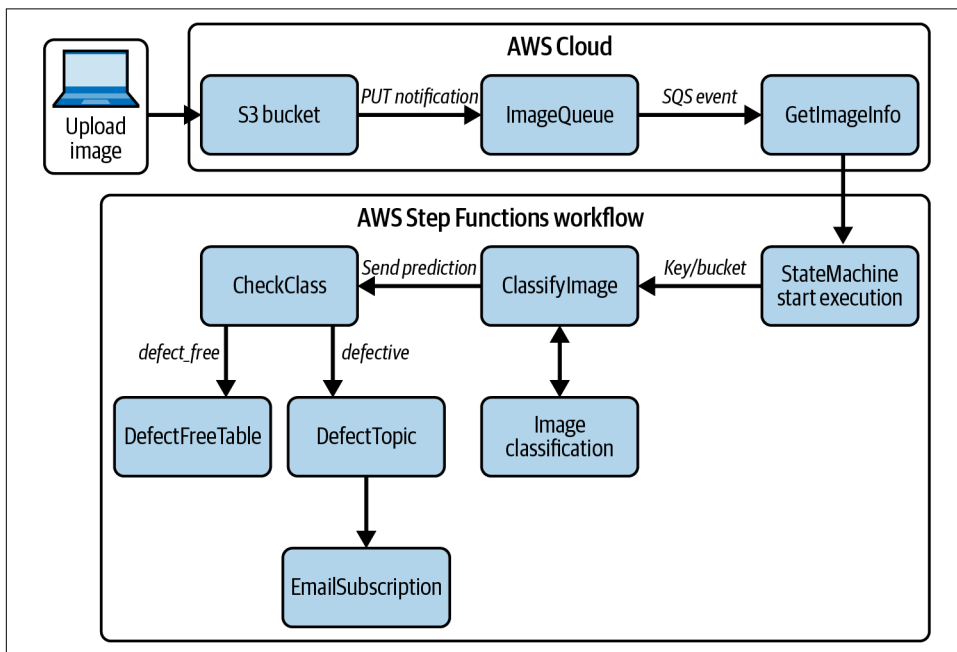 AWS Cloud
Upload
image
S3 bucket
PUT notification
ImageQueue
SQS event
GetImageInfo
AWS Step Functions workflow
StateMachine
start execution
Key/bucket
ClassifyImage
Send prediction
CheckClass
defect_free
defective
DefectFreeTable
DefectTopic
Image
classification
EmailSubscription